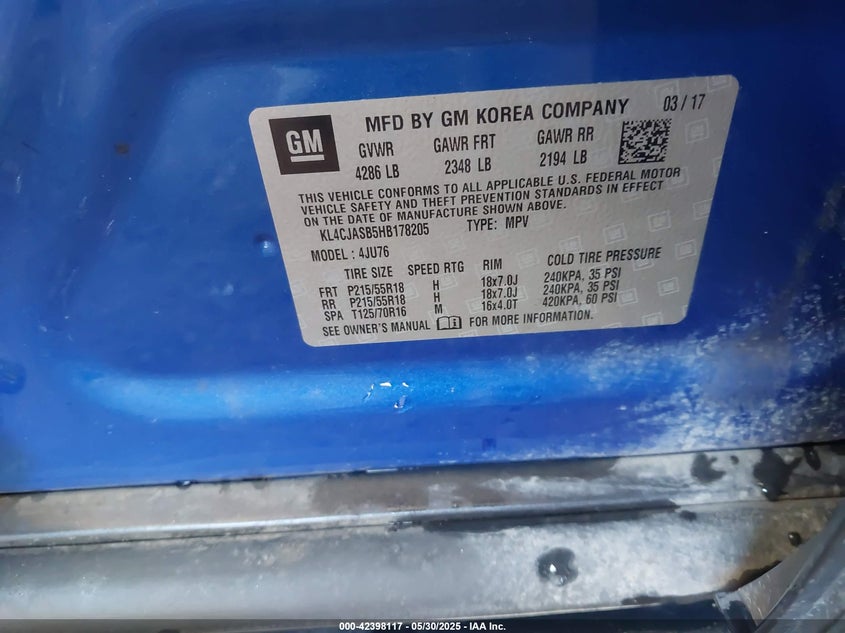 GM
MFD BY GM KOREA COMPANY 03 / 17
GVWR GAWR FRT GAWR RR
4286 LB 2348 LB 2194 LB
THIS VEHICLE CONFORMS TO ALL APPLICABLE U.S. FEDERAL MOTOR
VEHICLE SAFETY AND THEFT PREVENTION STANDARDS IN EFFECT
ON THE DATE OF MANUFACTURE SHOWN ABOVE.
KL4CJASB5HB178205 TYPE: MPV
MODEL : 4JU76
TIRE SIZE SPEED RTG RIM COLD TIRE PRESSURE
FRT P215/55R18 H 18x7.0J 240KPA, 35 PSI
RR P215/55R18 H 18x7.0J 240KPA, 35 PSI
SPA T125/70R16 M 16x4.0T 420KPA, 60 PSI
SEE OWNER'S MANUAL FOR MORE INFORMATION.
000-42398117 - 05/30/2025 - IAA Inc.